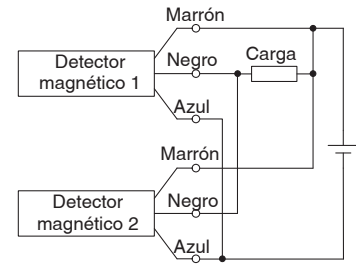 Marrón
Detector
magnético 1
Negro
Carga
Azul
Marrón
Detector
magnético 2
Negro
Azul